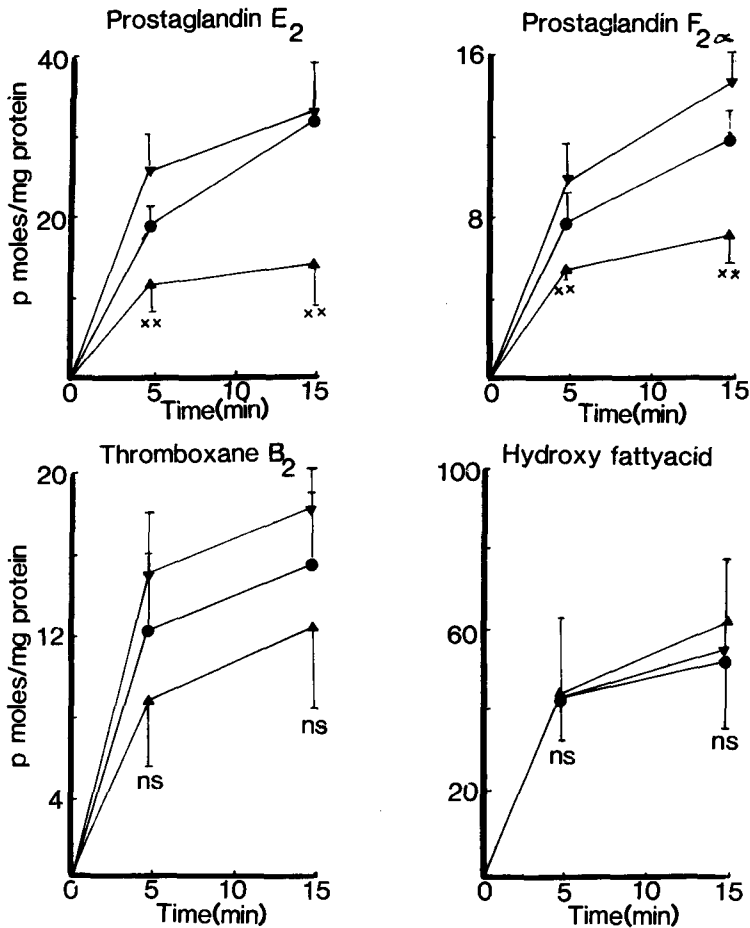 Prostaglandin E2
p moles/mg protein
40
20
××
××
0
5
10
15
Time(min)
Prostaglandin F2α
16
8
××
××
0
5
10
15
Time(min)
Thromboxane B2
p moles/mg protein
20
12
4
ns
ns
0
5
10
15
Time(min)
Hydroxy fattyacid
100
60
20
ns
ns
0
5
10
15
Time(min)